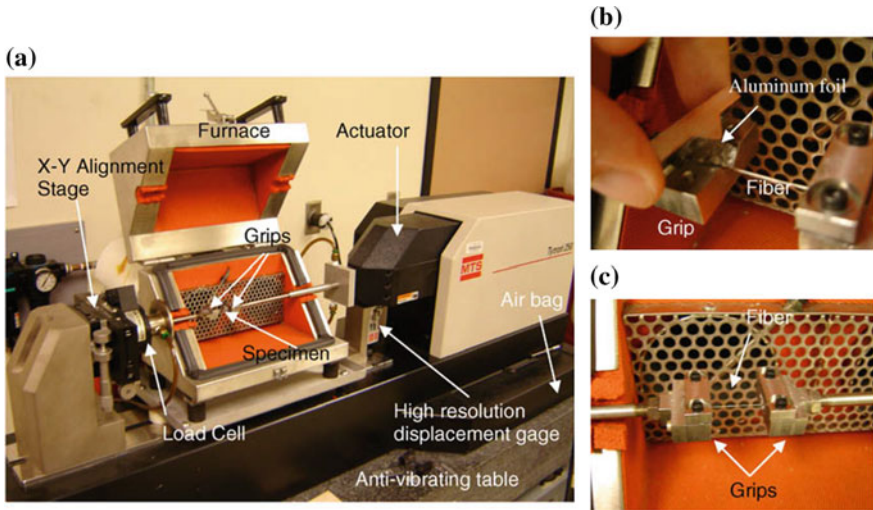 (a)
Furnace
Actuator
X-Y Alignment
Stage
Grips
MTS
Air bag
Specimen
Load Cell
High resolution
displacement gage
Anti-vibrating table
(b)
Aluminum foil
Fiber
Grip
(c)
Fiber
Grips